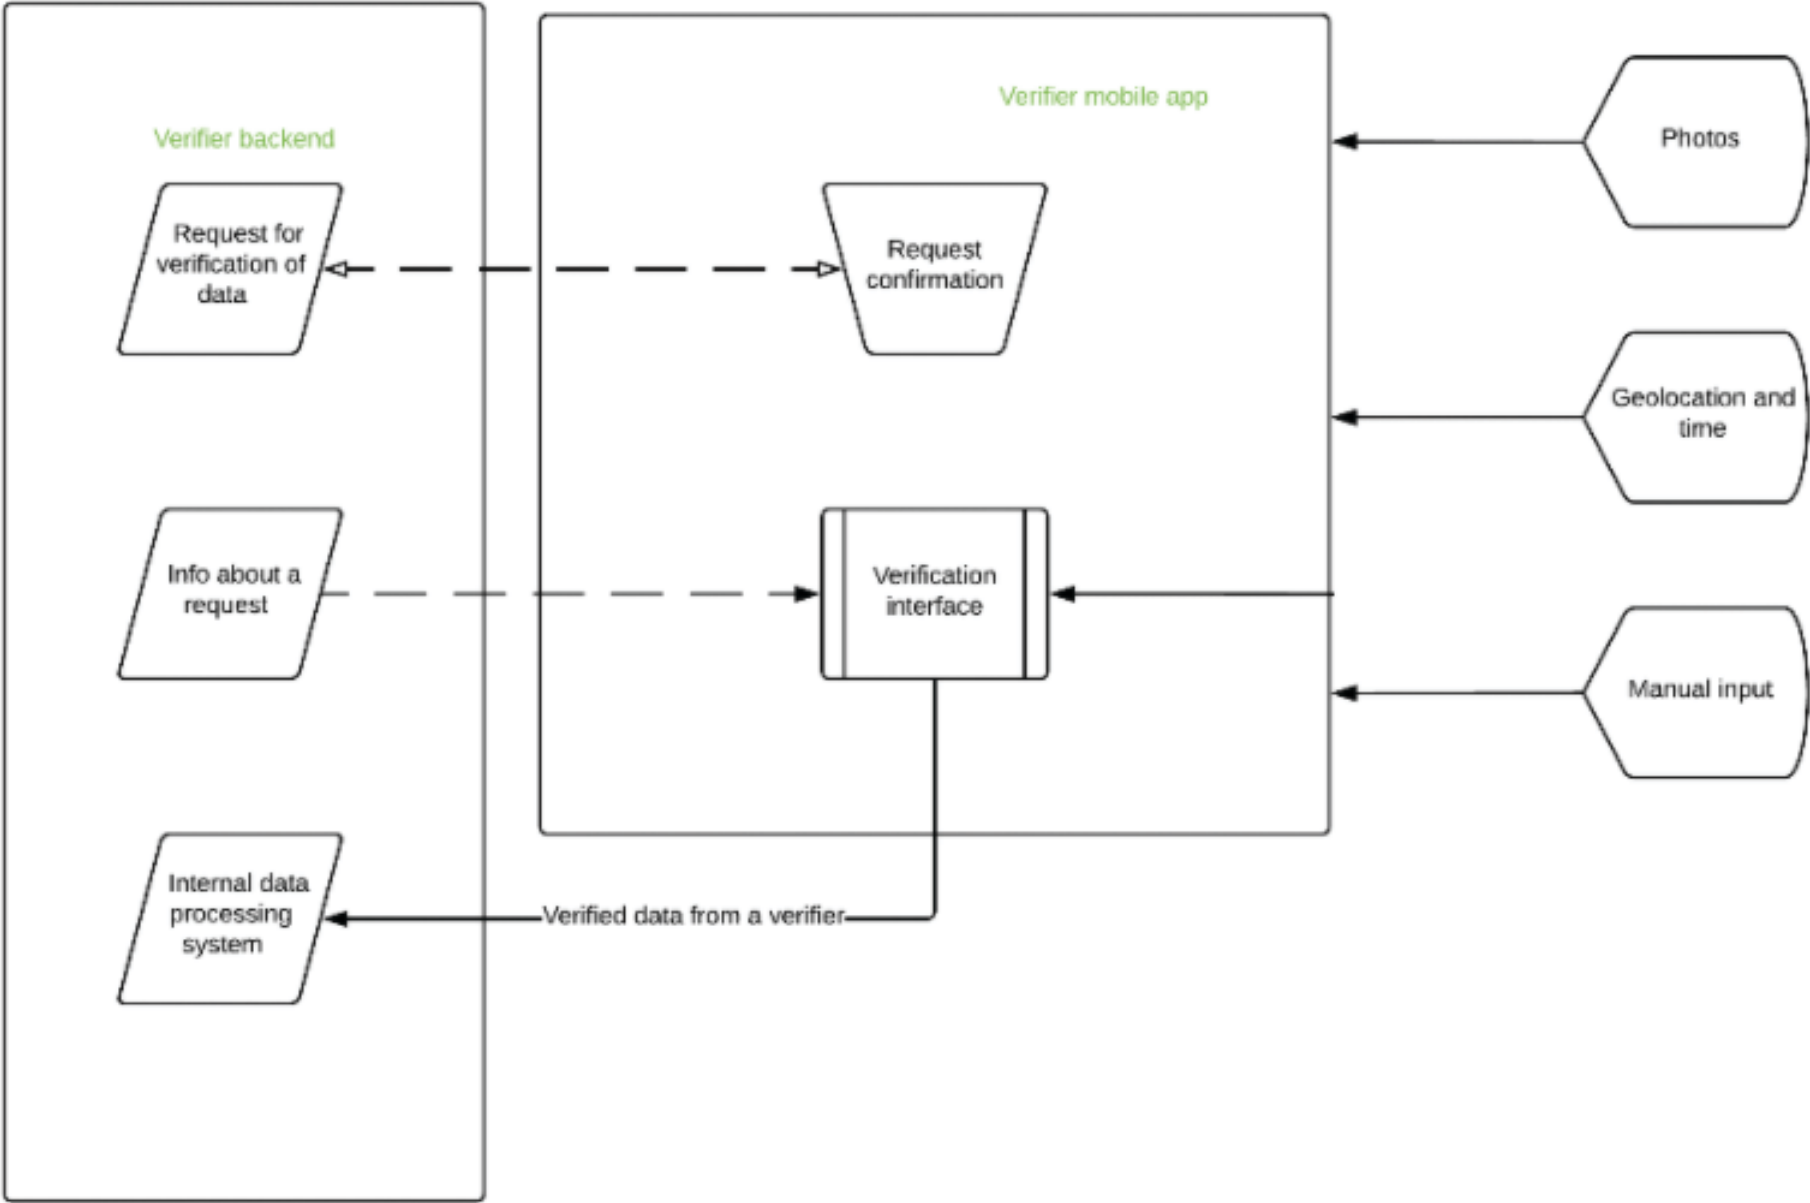 Verifier backend
Verifier mobile app
Photos
Request for
verification of
data
Request
confirmation
Geolocation and
time
Info about a
request
Verification
interface
Manual input
Internal data
processing
system
Verified data from a verifier